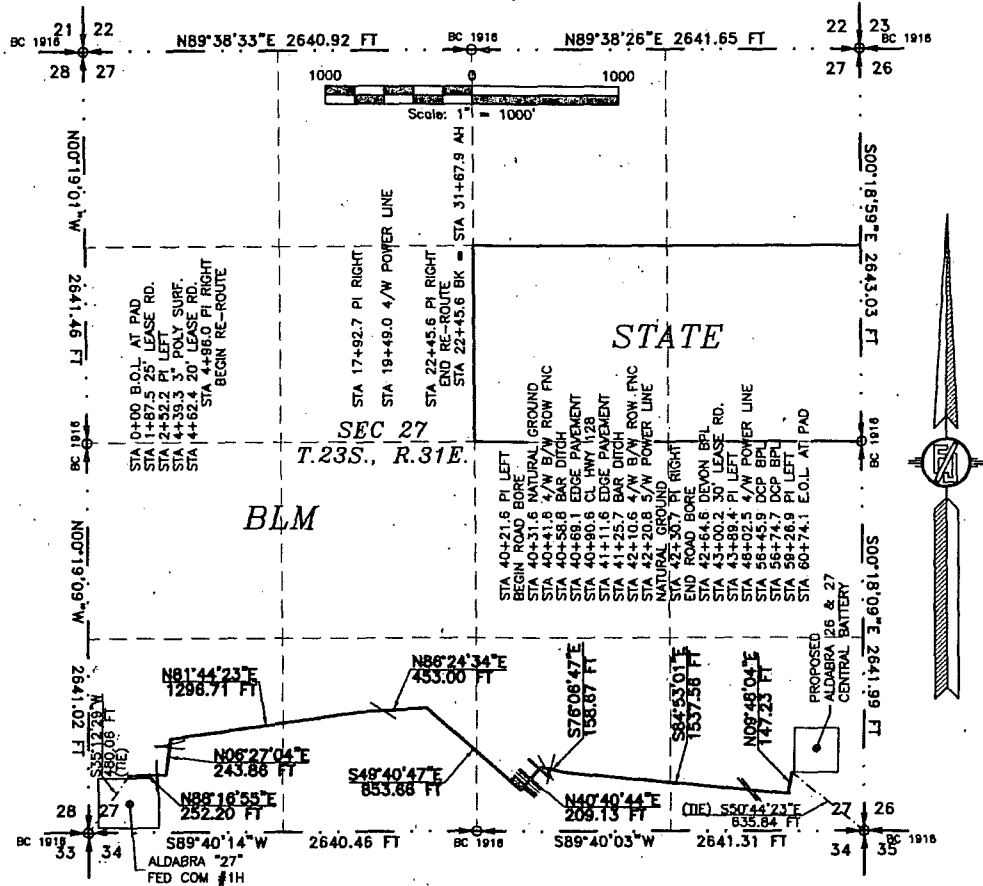 21 22
BC 1916
28 27
N89°38'33"E 2640.92 FT
BC 1916
N89°38'26"E 2641.65 FT
22 23
BC 1916
27 26
1000 0 1000
Scale: 1" = 1000'
N00°19'01"W 2641.46 FT
S00°18'59"E 2643.03 FT
STA 0+00 B.O.L. AT PAD
STA 1+87.5 25' LEASE RD.
STA 2+52.2 PI LEFT
STA 4+39.3 3" POLY SURF.
STA 4+62.4 20' LEASE RD.
STA 4+96.0 PI RIGHT
BEGIN RE-ROUTE
STA 17+92.7 PI RIGHT
STA 19+49.0 4/W POWER LINE
STA 22+45.6 PI RIGHT
END RE-ROUTE
STA 22+45.6 BK = STA 31+67.9 AH
STATE
SEC 27
T.23S., R.31E.
BLM
BC 1916
BC 1916
STA 40+21.6 PI LEFT
BEGIN ROAD BORE
STA 40+31.6 NATURAL GROUND
STA 40+41.8 4/W B/W ROW FNC
STA 40+58.8 BAR DITCH
STA 40+69.1 EDGE PAVEMENT
STA 40+90.6 CL HWY 128
STA 41+11.6 EDGE PAVEMENT
STA 41+25.7 BAR DITCH
STA 42+10.6 4/W B/W ROW FNC
STA 42+20.8 5/W POWER LINE
NATURAL GROUND
STA 42+30.7 PI RIGHT
END ROAD BORE
STA 42+64.6 DEVON BPL
STA 43+00.2 30' LEASE RD.
STA 43+89.4 PI LEFT
STA 46+02.5 4/W POWER LINE
STA 56+45.9 DCP BPL
STA 56+74.7 DCP BPL
STA 59+26.9 PI LEFT
STA 60+74.1 E.O.L. AT PAD
N00°19'09"W 2641.02 FT
S00°18'09"E 2641.99 FT
PROPOSED
ALDABRA 26 & 27
CENTRAL BATTERY
S35°12'29"W
480.06 FT
(TIE)
N81°44'23"E
1296.71 FT
N86°24'34"E
453.00 FT
S76°06'47"E
158.67 FT
S84°53'01"E
1537.56 FT
N09°48'04"E
147.23 FT
N06°27'04"E
243.86 FT
S49°40'47"E
853.66 FT
N88°16'55"E
252.20 FT
N40°40'44"E
209.13 FT
(TIE) S50°44'23"E
635.84 FT
28 27
BC 1916
33 34
S89°40'14"W 2640.46 FT
BC 1916
S89°40'03"W 2641.31 FT
27 26
BC 1916
34 35
ALDABRA "27"
FED COM #1H